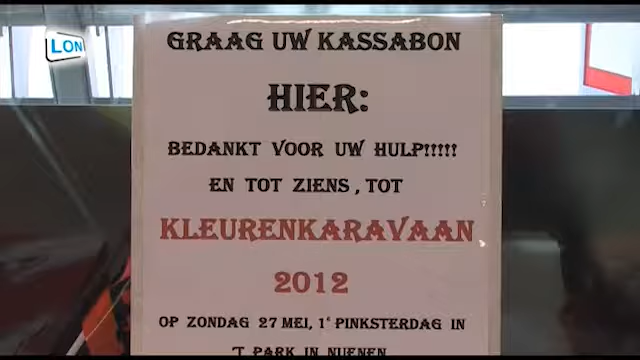 LON
GRAAG UW KASSABON
HIER:
BEDANKT VOOR UW HULP!!!!!
EN TOT ZIENS, TOT
KLEURENKARAVAAN
2012
OP ZONDAG 27 MEI, 1e PINKSTERDAG IN
'T PARK IN NUENEN